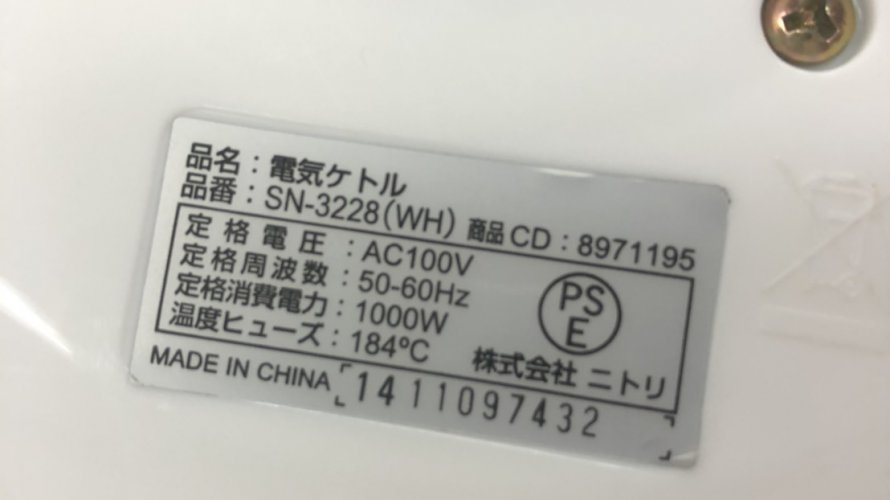 品名：電気ケトル
品番：SN-3228(WH) 商品CD：8971195
定格電圧：AC100V
定格周波数：50-60Hz
定格消費電力：1000W
温度ヒューズ：184℃
PS
E
株式会社 ニトリ
MADE IN CHINA 1411097432